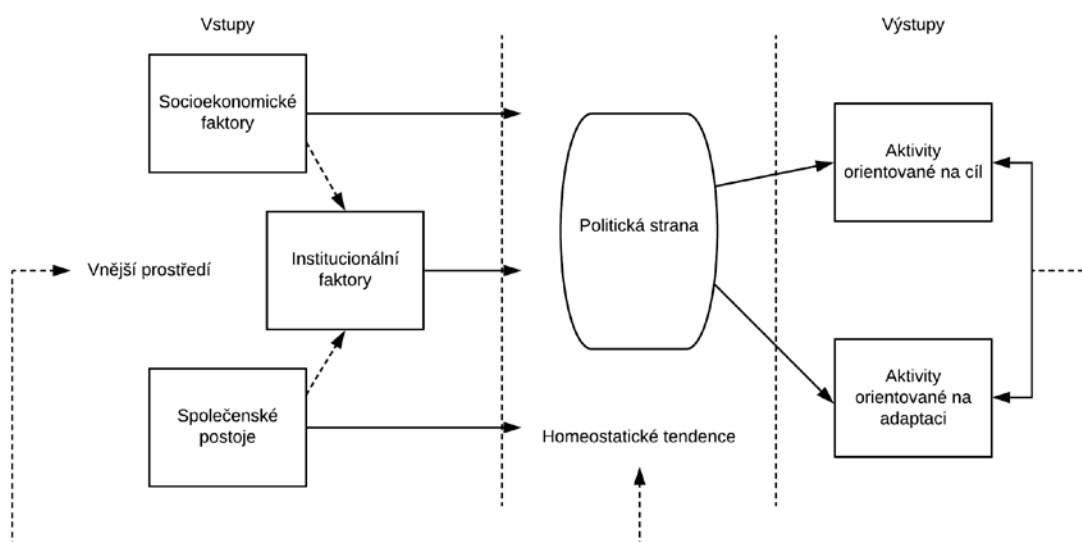 Vstupy
Výstupy
Socioekonomické
faktory
Aktivity
orientované na cíl
Politická strana
Institucionální
faktory
Vnější prostředí
Aktivity
orientované na
adaptaci
Společenské
postoje
Homeostatické tendence